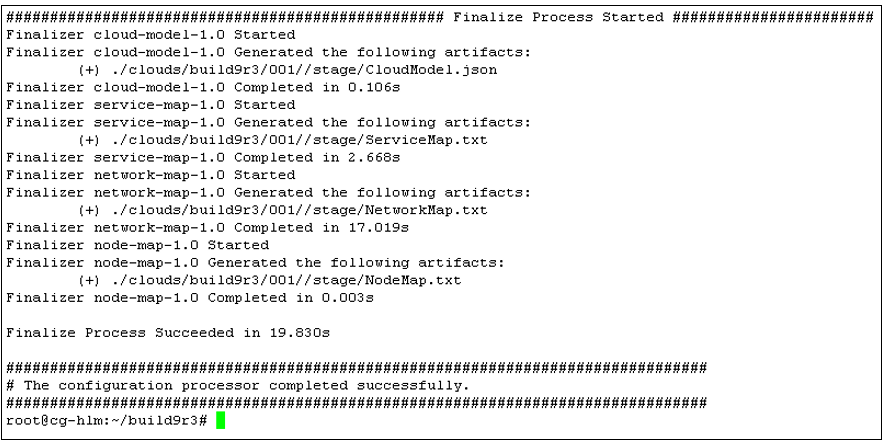 ################################################## Finalize Process Started #######################
Finalizer cloud-model-1.0 Started
Finalizer cloud-model-1.0 Generated the following artifacts:
(+) ./clouds/build9r3/001//stage/CloudModel.json
Finalizer cloud-model-1.0 Completed in 0.106s
Finalizer service-map-1.0 Started
Finalizer service-map-1.0 Generated the following artifacts:
(+) ./clouds/build9r3/001//stage/ServiceMap.txt
Finalizer service-map-1.0 Completed in 2.668s
Finalizer network-map-1.0 Started
Finalizer network-map-1.0 Generated the following artifacts:
(+) ./clouds/build9r3/001//stage/NetworkMap.txt
Finalizer network-map-1.0 Completed in 17.019s
Finalizer node-map-1.0 Started
Finalizer node-map-1.0 Generated the following artifacts:
(+) ./clouds/build9r3/001//stage/NodeMap.txt
Finalizer node-map-1.0 Completed in 0.003s
Finalize Process Succeeded in 19.830s
################################################################################
# The configuration processor completed successfully.
################################################################################
root@cg-hlm:~/build9r3#